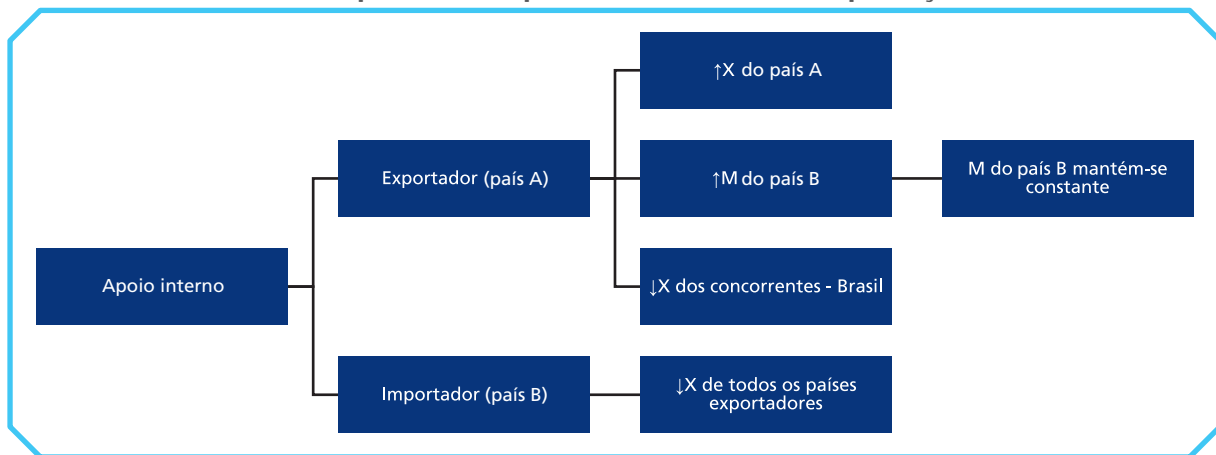 ↑X do país A
Exportador (país A)
↑M do país B
M do país B mantém-se
constante
Apoio interno
↓X dos concorrentes - Brasil
Importador (país B)
↓X de todos os países
exportadores